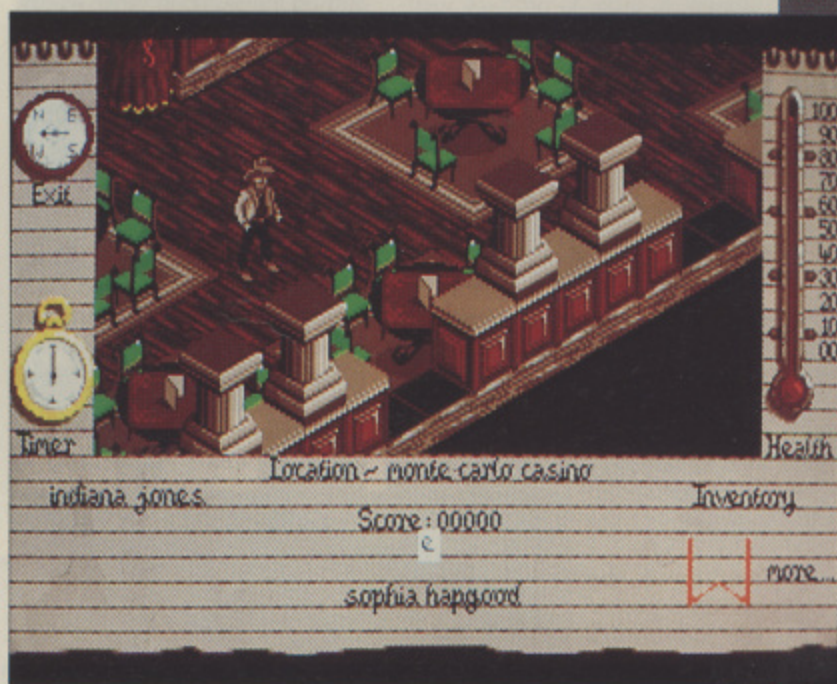 N E
W S
Exit
100
90
80
70
60
50
40
30
20
10
00
Timer
Health
Location ~ monte carlo casino
indiana jones
Inventory
Score:00000
e
more...
sophia hapgood